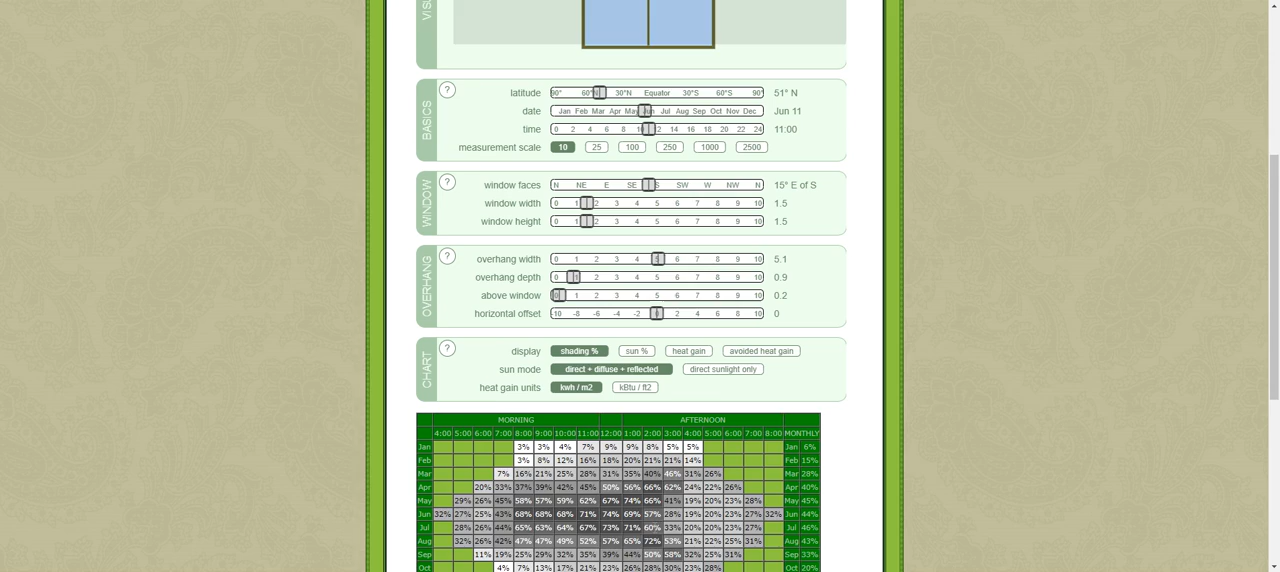 VISU
BASICS
?
latitude 90° 60°N 30°N Equator 30°S 60°S 90° 51° N
date Jan Feb Mar Apr May Jun Jul Aug Sep Oct Nov Dec Jun 11
time 0 2 4 6 8 10 12 14 16 18 20 22 24 11:00
measurement scale 10 25 100 250 1000 2500
WINDOW
?
window faces N NE E SE S SW W NW N 15° E of S
window width 0 1 2 3 4 5 6 7 8 9 10 1.5
window height 0 1 2 3 4 5 6 7 8 9 10 1.5
OVERHANG
?
overhang width 0 1 2 3 4 5 6 7 8 9 10 5.1
overhang depth 0 1 2 3 4 5 6 7 8 9 10 0.9
above window 0 1 2 3 4 5 6 7 8 9 10 0.2
horizontal offset -10 -8 -6 -4 -2 0 2 4 6 8 10 0
CHART
?
display shading % sun % heat gain avoided heat gain
sun mode direct + diffuse + reflected direct sunlight only
heat gain units kwh / m2 kBtu / ft2
MORNING AFTERNOON
4:00 5:00 6:00 7:00 8:00 9:00 10:00 11:00 12:00 1:00 2:00 3:00 4:00 5:00 6:00 7:00 8:00 MONTHLY
Jan 3% 3% 4% 7% 9% 9% 8% 5% 5% Jan 6%
Feb 3% 8% 12% 16% 18% 20% 21% 21% 14% Feb 15%
Mar 7% 16% 21% 25% 28% 31% 35% 40% 46% 31% 26% Mar 28%
Apr 20% 33% 37% 39% 42% 45% 50% 56% 66% 62% 24% 22% 26% Apr 40%
May 29% 26% 45% 58% 57% 59% 62% 67% 74% 66% 41% 19% 20% 23% 28% May 45%
Jun 32% 27% 25% 43% 68% 68% 68% 71% 74% 69% 57% 28% 19% 20% 23% 27% 32% Jun 44%
Jul 28% 26% 44% 65% 63% 64% 67% 73% 71% 60% 33% 20% 20% 23% 27% Jul 46%
Aug 32% 26% 42% 47% 47% 49% 52% 57% 65% 72% 53% 21% 22% 25% 31% Aug 43%
Sep 11% 19% 25% 29% 32% 35% 39% 44% 50% 58% 32% 25% 31% Sep 33%
Oct 4% 7% 13% 17% 21% 23% 26% 28% 30% 23% 28% Oct 20%